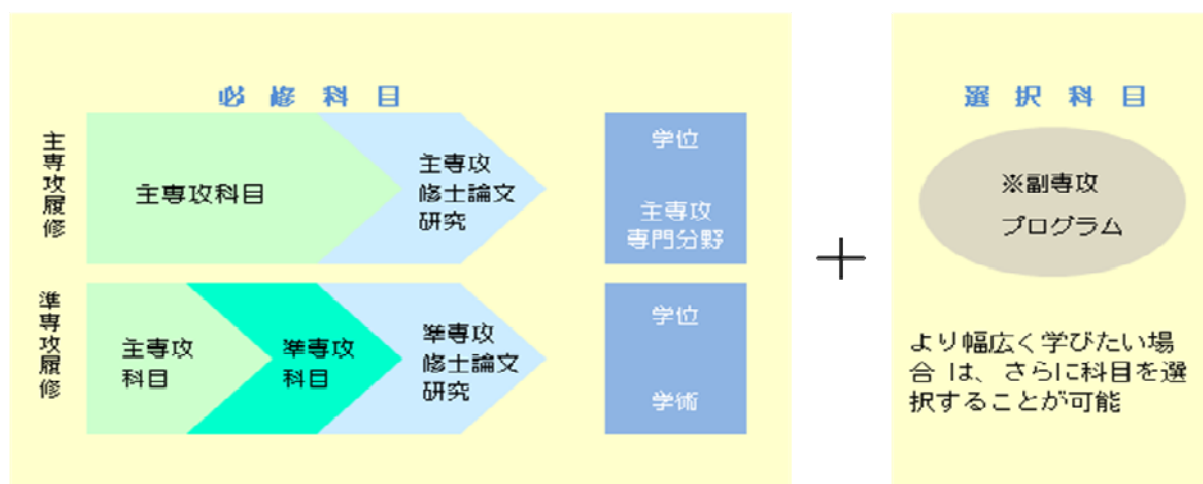 必修科目
主専攻履修
主専攻科目
主専攻
修士論文
研究
学位
主専攻
専門分野
準専攻履修
主専攻
科目
準専攻
科目
準専攻
修士論文
研究
学位
学術
+
選択科目
※副専攻
プログラム
より幅広く学びたい場
合は、さらに科目を選
択することが可能